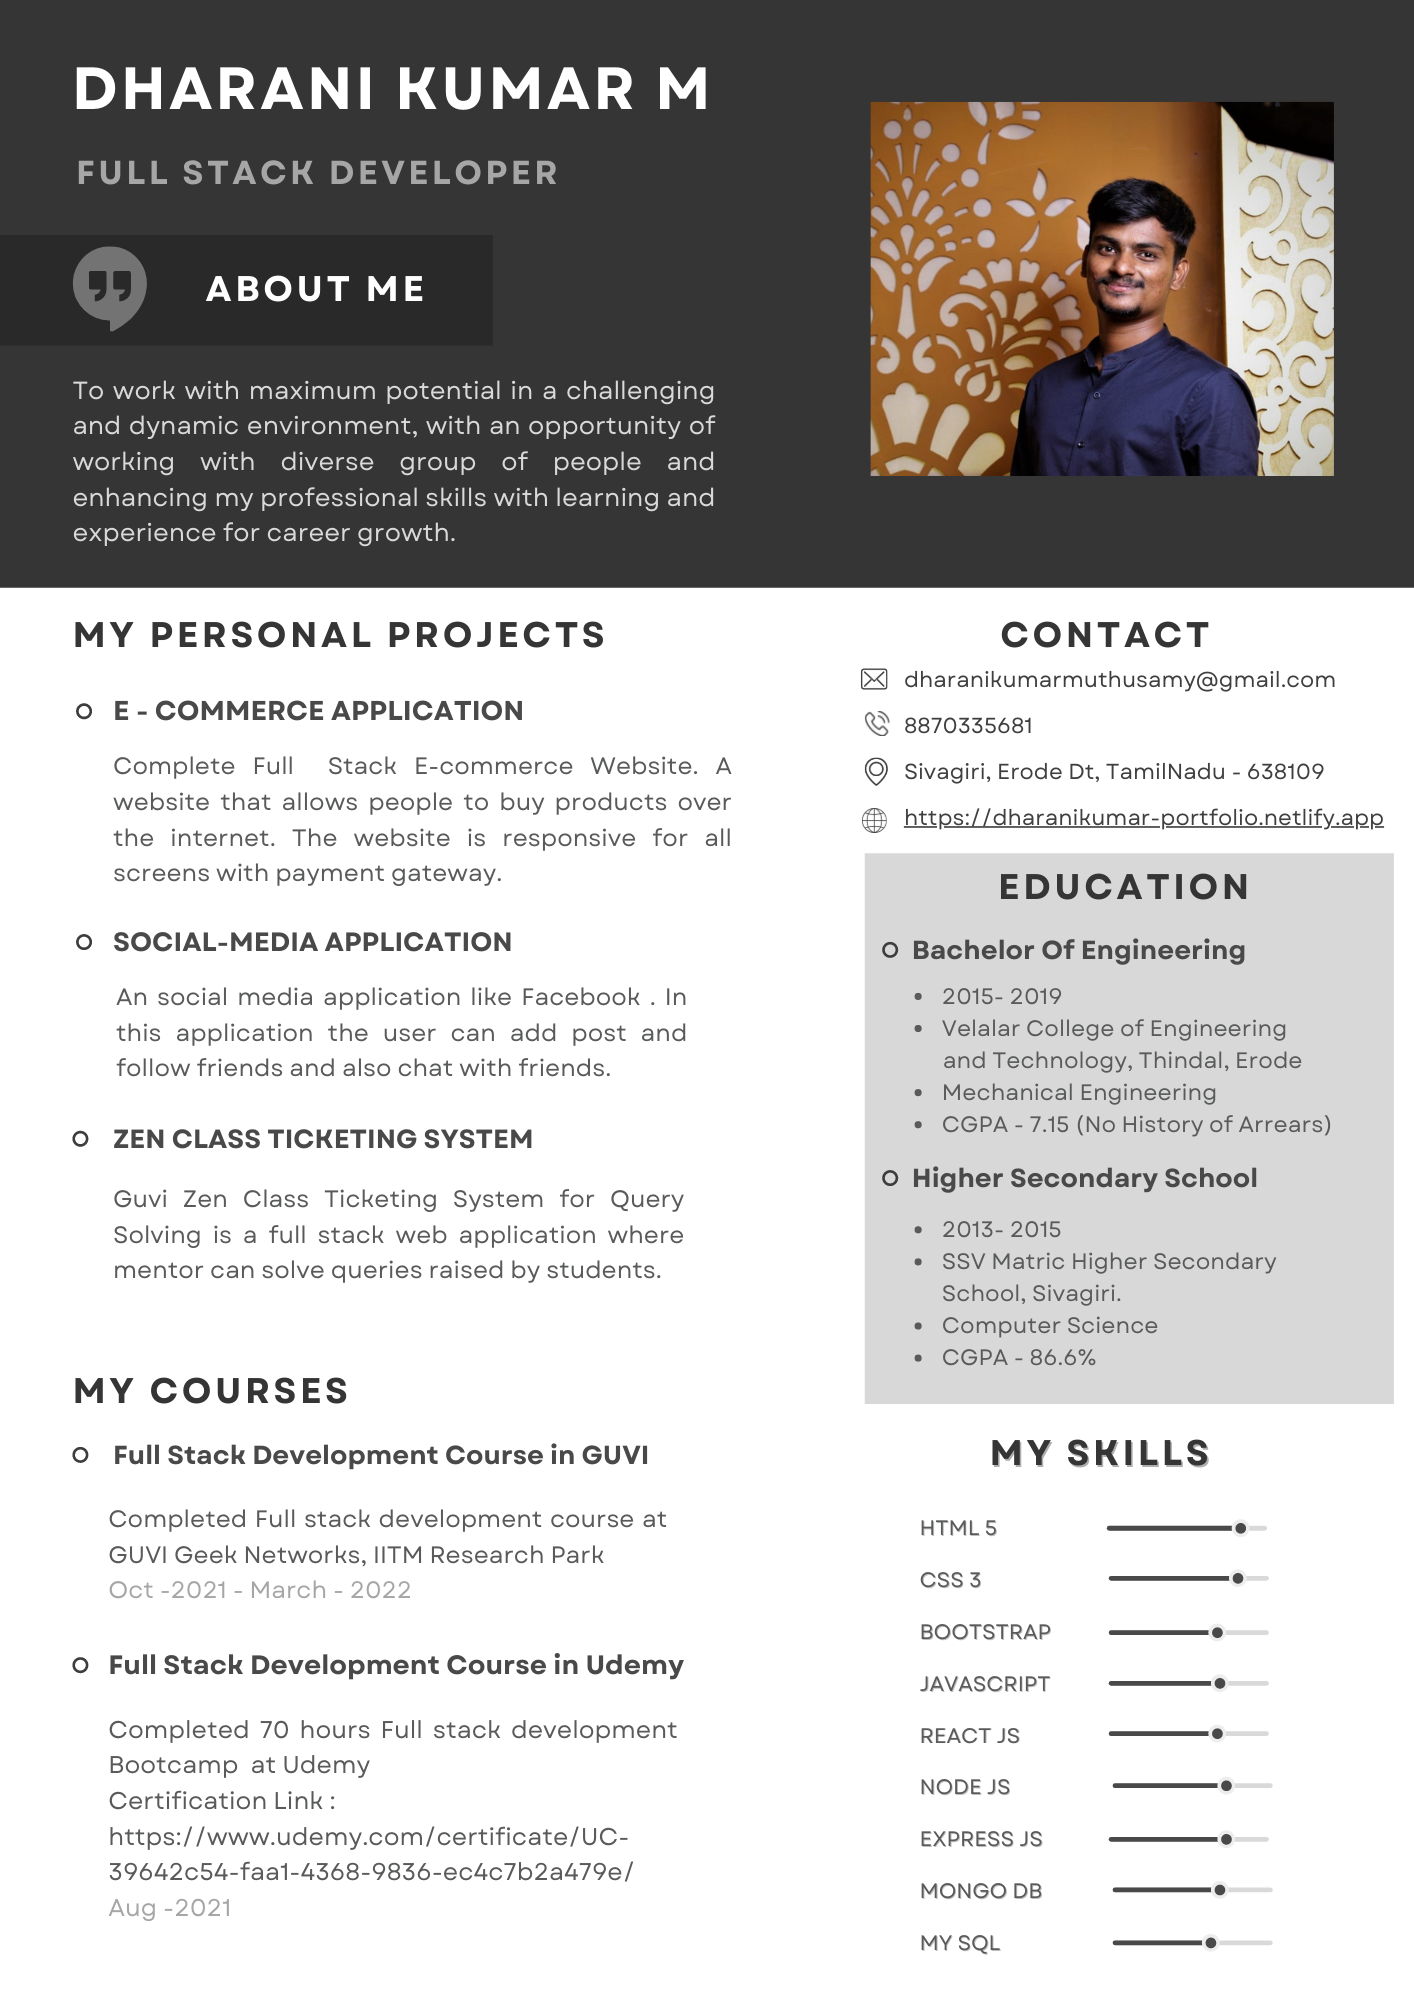 DHARANI KUMAR M
FULL STACK DEVELOPER
ABOUT ME
To work with maximum potential in a challenging
and dynamic environment, with an opportunity of
working with diverse group of people and
enhancing my professional skills with learning and
experience for career growth.
MY PERSONAL PROJECTS
E - COMMERCE APPLICATION
Complete Full Stack E-commerce Website. A
website that allows people to buy products over
the internet. The website is responsive for all
screens with payment gateway.
SOCIAL-MEDIA APPLICATION
An social media application like Facebook . In
this application the user can add post and
follow friends and also chat with friends.
ZEN CLASS TICKETING SYSTEM
Guvi Zen Class Ticketing System for Query
Solving is a full stack web application where
mentor can solve queries raised by students.
MY COURSES
Full Stack Development Course in GUVI
Completed Full stack development course at
GUVI Geek Networks, IITM Research Park
Oct -2021 - March - 2022
Full Stack Development Course in Udemy
Completed 70 hours Full stack development
Bootcamp at Udemy
Certification Link :
https://www.udemy.com/certificate/UC-
39642c54-faa1-4368-9836-ec4c7b2a479e/
Aug -2021
CONTACT
dharanikumarmuthusamy@gmail.com
8870335681
Sivagiri, Erode Dt, TamilNadu - 638109
https://dharanikumar-portfolio.netlify.app
EDUCATION
Bachelor Of Engineering
• 2015- 2019
• Velalar College of Engineering
and Technology, Thindal, Erode
• Mechanical Engineering
• CGPA - 7.15 (No History of Arrears)
Higher Secondary School
• 2013- 2015
• SSV Matric Higher Secondary
School, Sivagiri.
• Computer Science
• CGPA - 86.6%
MY SKILLS
HTML 5
CSS 3
BOOTSTRAP
JAVASCRIPT
REACT JS
NODE JS
EXPRESS JS
MONGO DB
MY SQL